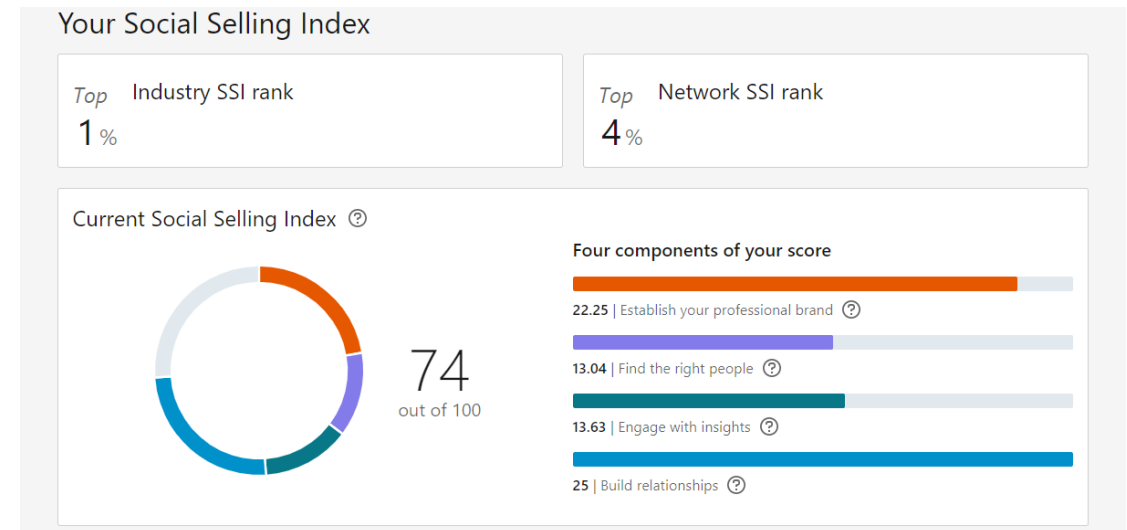 Your Social Selling Index
Top 1% Industry SSI rank
Top 4% Network SSI rank
Current Social Selling Index ?
74
out of 100
Four components of your score
22.25 | Establish your professional brand ?
13.04 | Find the right people ?
13.63 | Engage with insights ?
25 | Build relationships ?